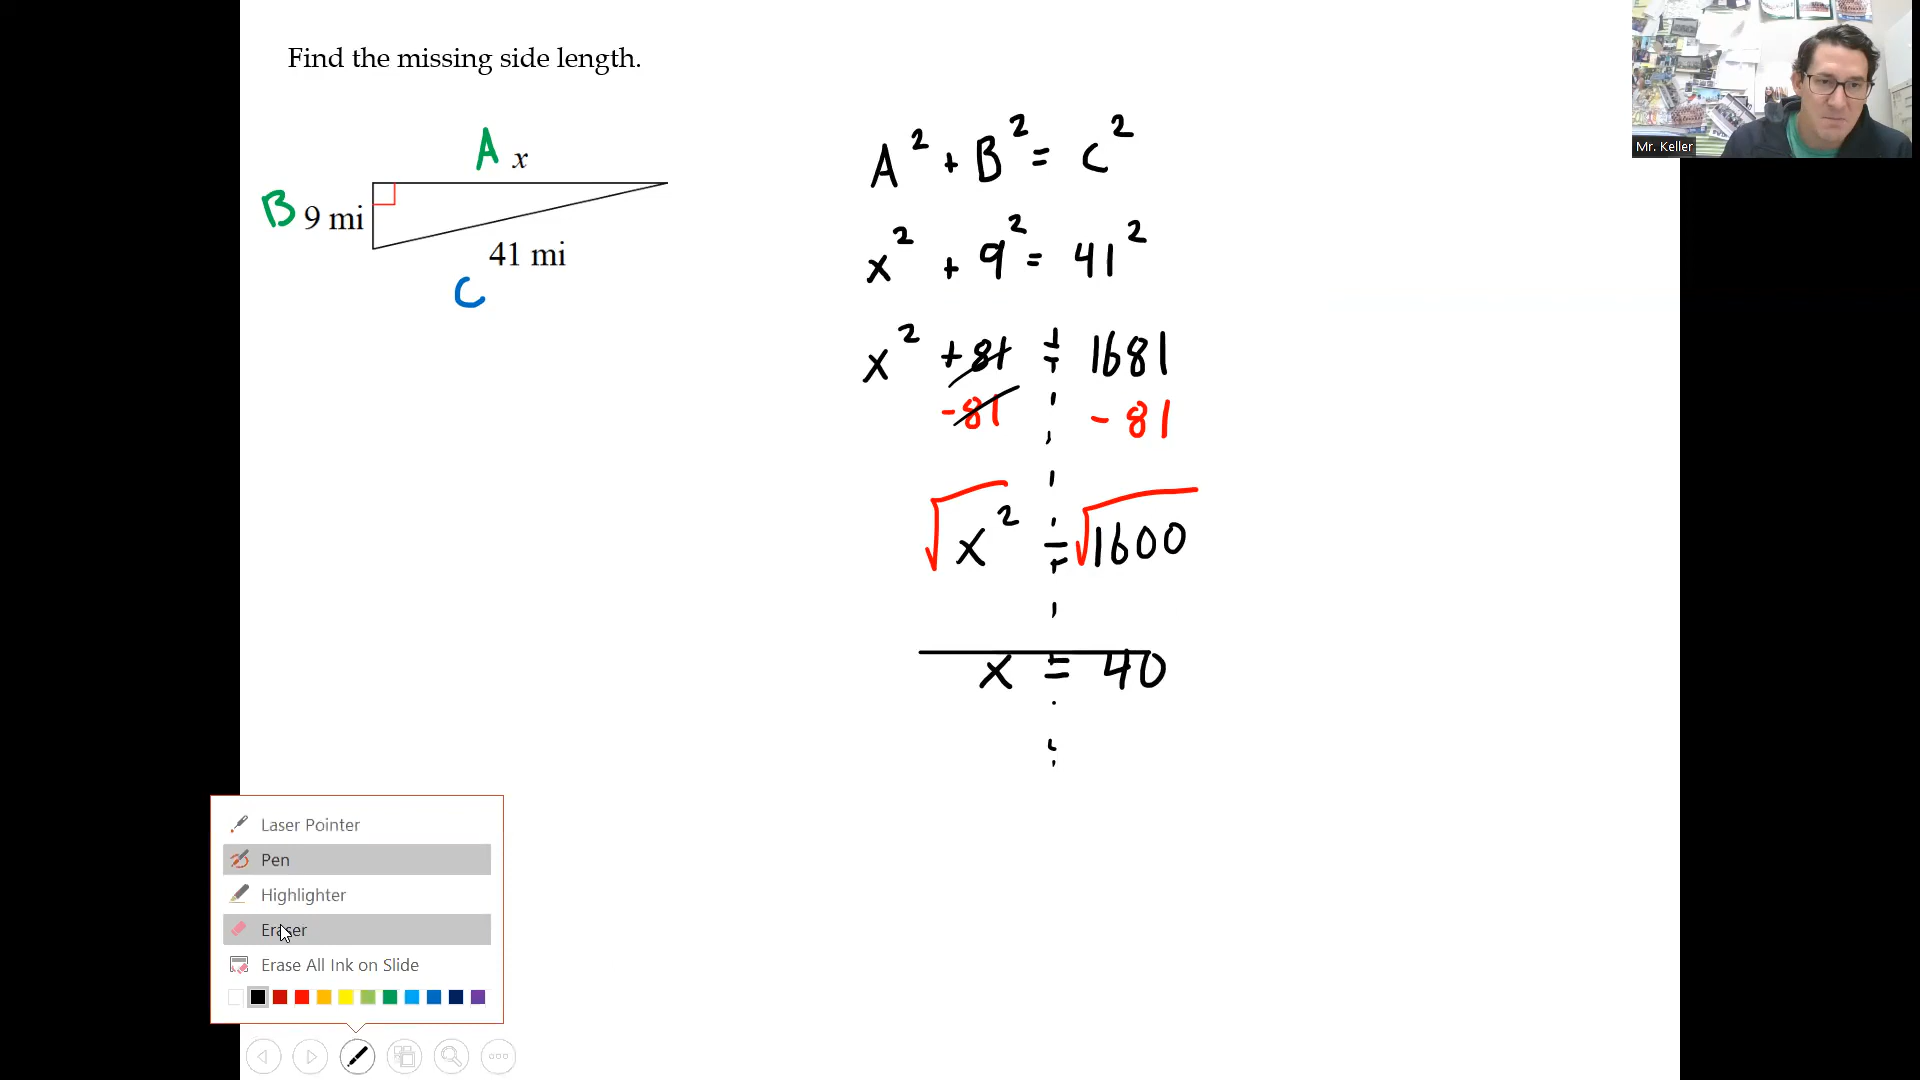 Find the missing side length.
A x
B 9 mi
41 mi
C
A² + B² = C²
x² + 9² = 41²
x² + 81 = 1681
-81 - 81
√x² = √1600
x = 40
Mr. Keller
Laser Pointer
Pen
Highlighter
Eraser
Erase All Ink on Slide